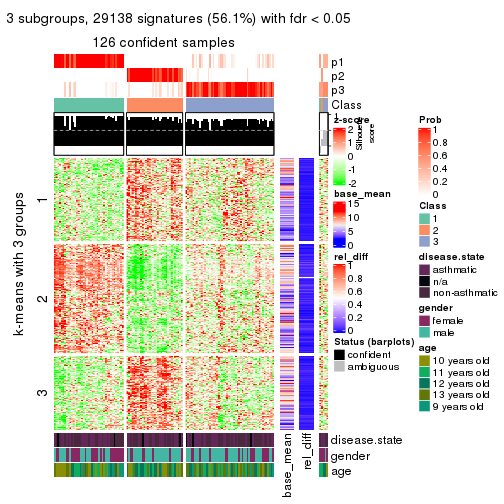 3 subgroups, 29138 signatures (56.1%) with fdr < 0.05
126 confident samples
p1
p2
p3
Class
Silhouette score
k-means with 3 groups
1
2
3
disease.state
gender
age
base_mean
rel_diff
z-score
2
1
0
-1
-2
base_mean
15
10
5
0
rel_diff
1
0.8
0.6
0.4
0.2
0
Status (barplots)
confident
ambiguous
Prob
1
0.8
0.6
0.4
0.2
0
Class
1
2
3
disease.state
asthmatic
n/a
non-asthmatic
gender
female
male
age
10 years old
11 years old
12 years old
13 years old
9 years old